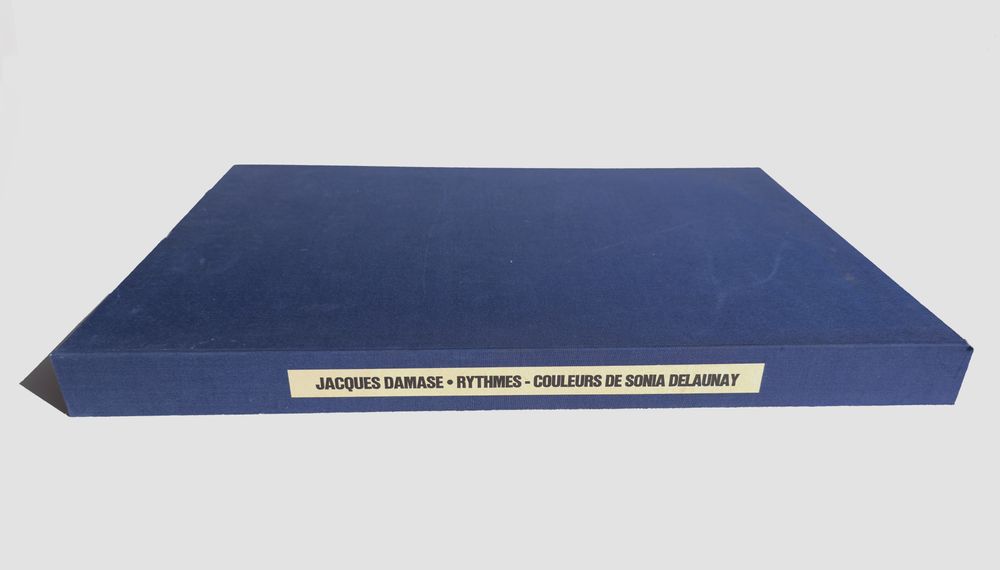 JACQUES DAMASE • RYTHMES - COULEURS DE SONIA DELAUNAY